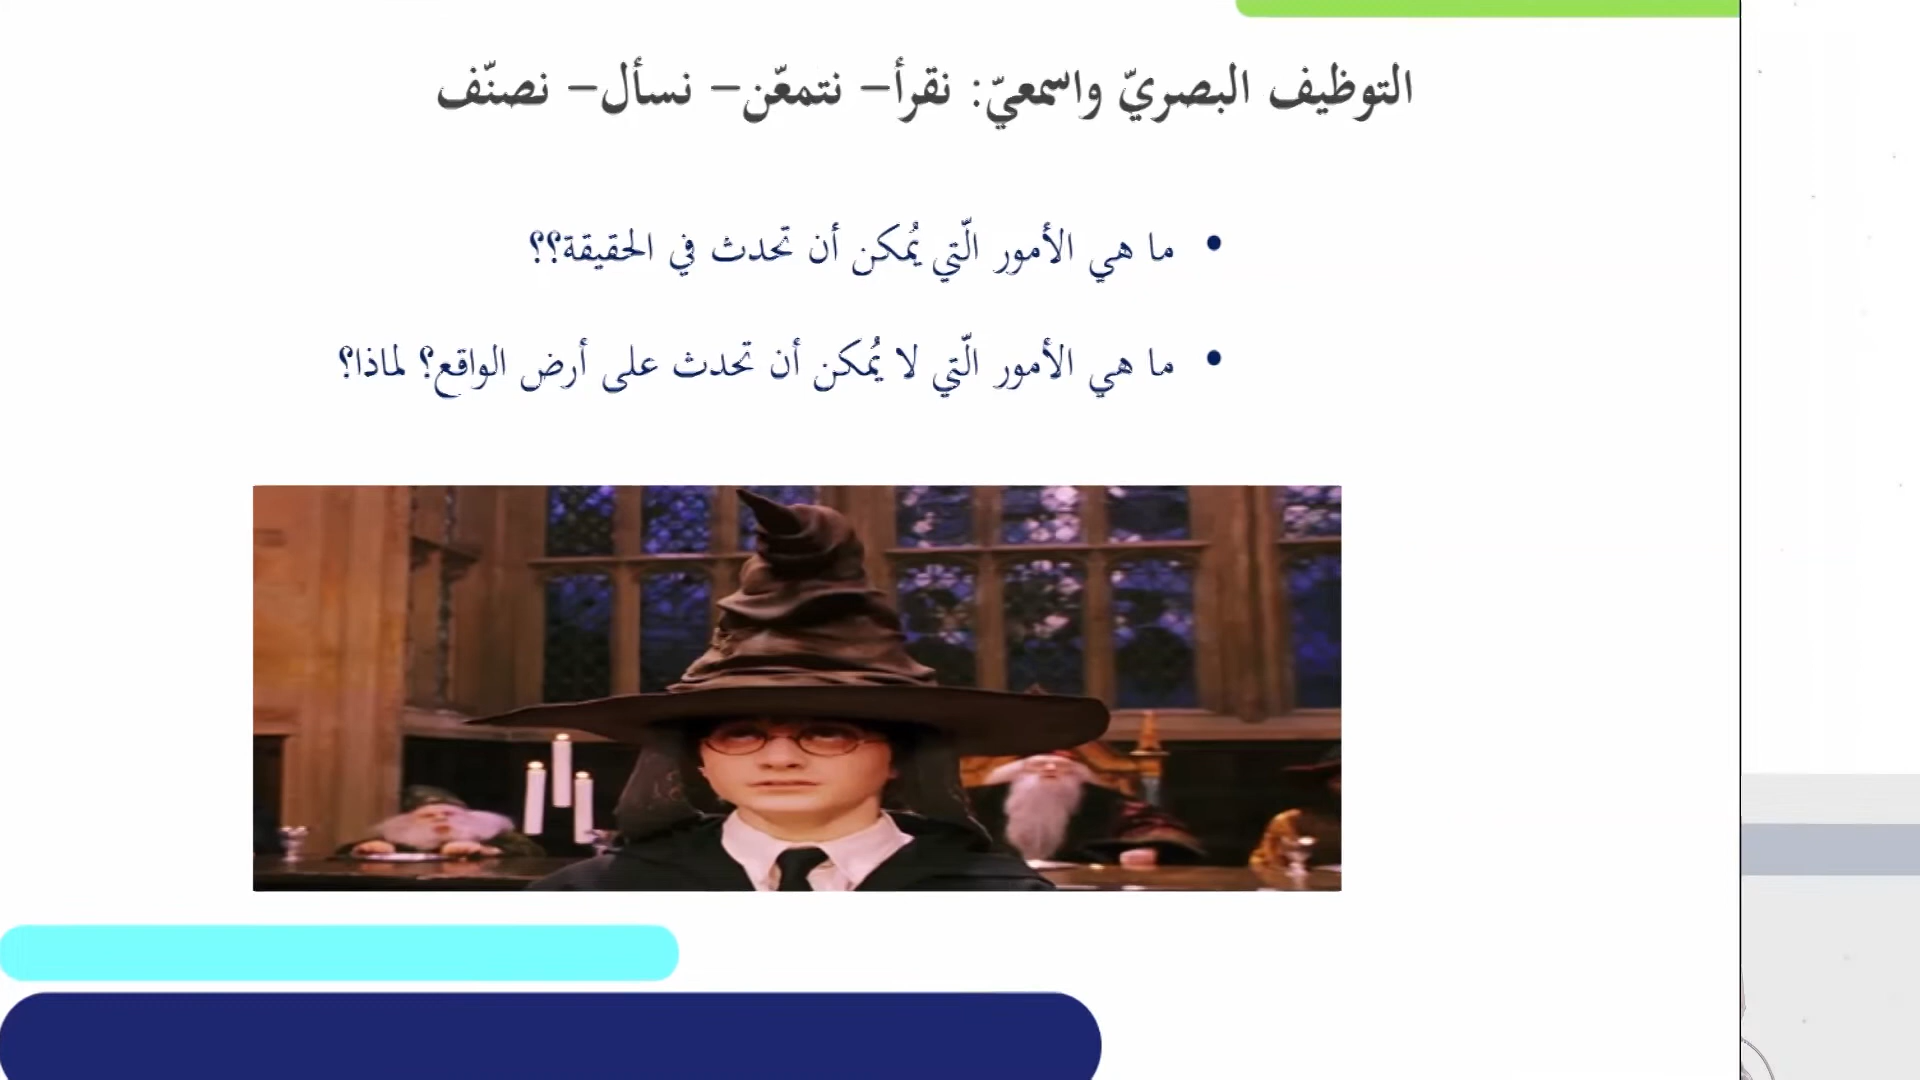 التوظيف البصريّ واسمعيّ: نقرأ– نتمعّن– نسأل– نصنّف
• ما هي الأمور الّتي يُمكن أن تحدث في الحقيقة؟؟
• ما هي الأمور الّتي لا يُمكن أن تحدث على أرض الواقع؟ لماذا؟